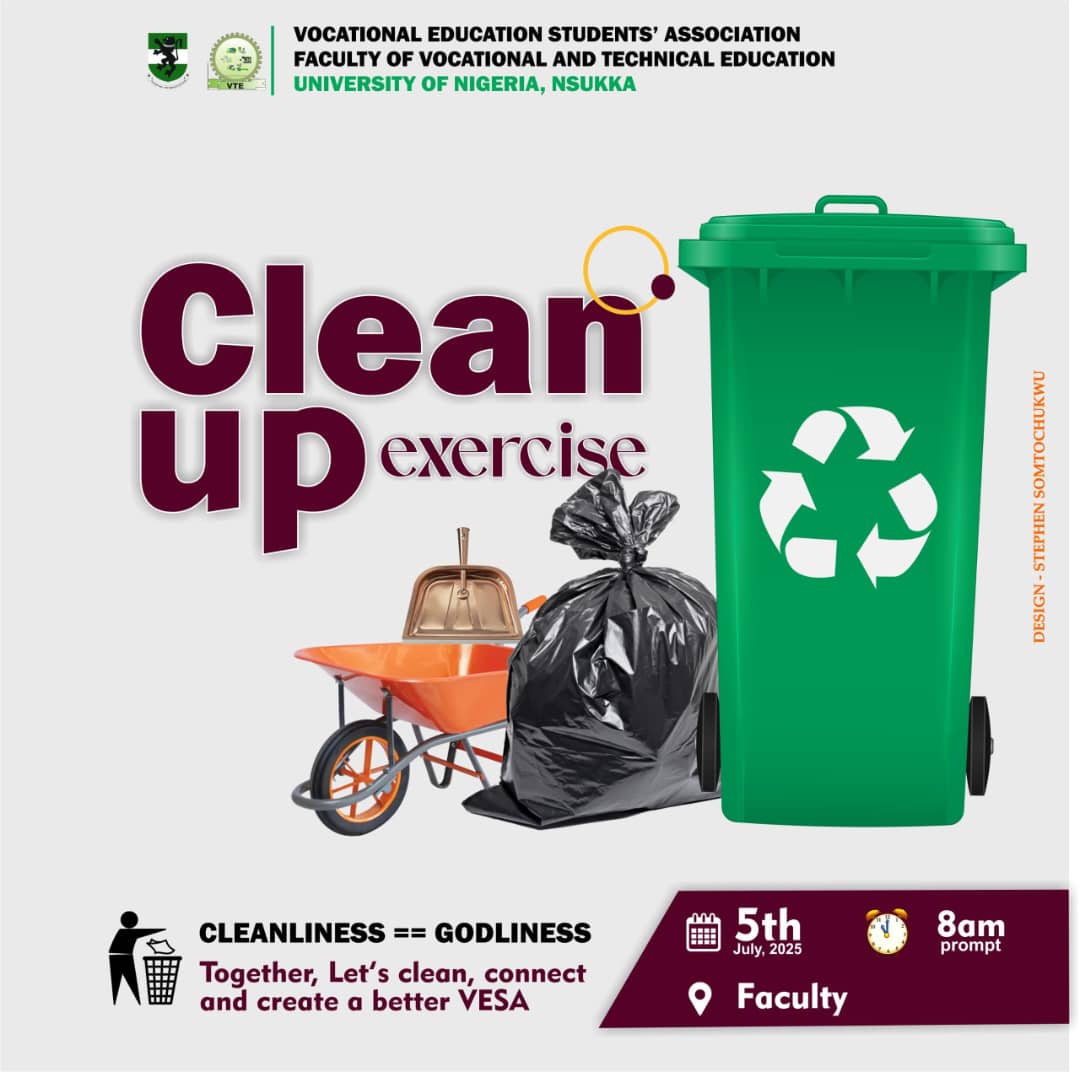 VOCATIONAL EDUCATION STUDENTS' ASSOCIATION
FACULTY OF VOCATIONAL AND TECHNICAL EDUCATION
UNIVERSITY OF NIGERIA, NSUKKA
VTE
Clean
up exercise
DESIGN - STEPHEN SOMTOCHUKWU
CLEANLINESS == GODLINESS
Together, Let's clean, connect
and create a better VESA
5th
July, 2025
8am
prompt
Faculty